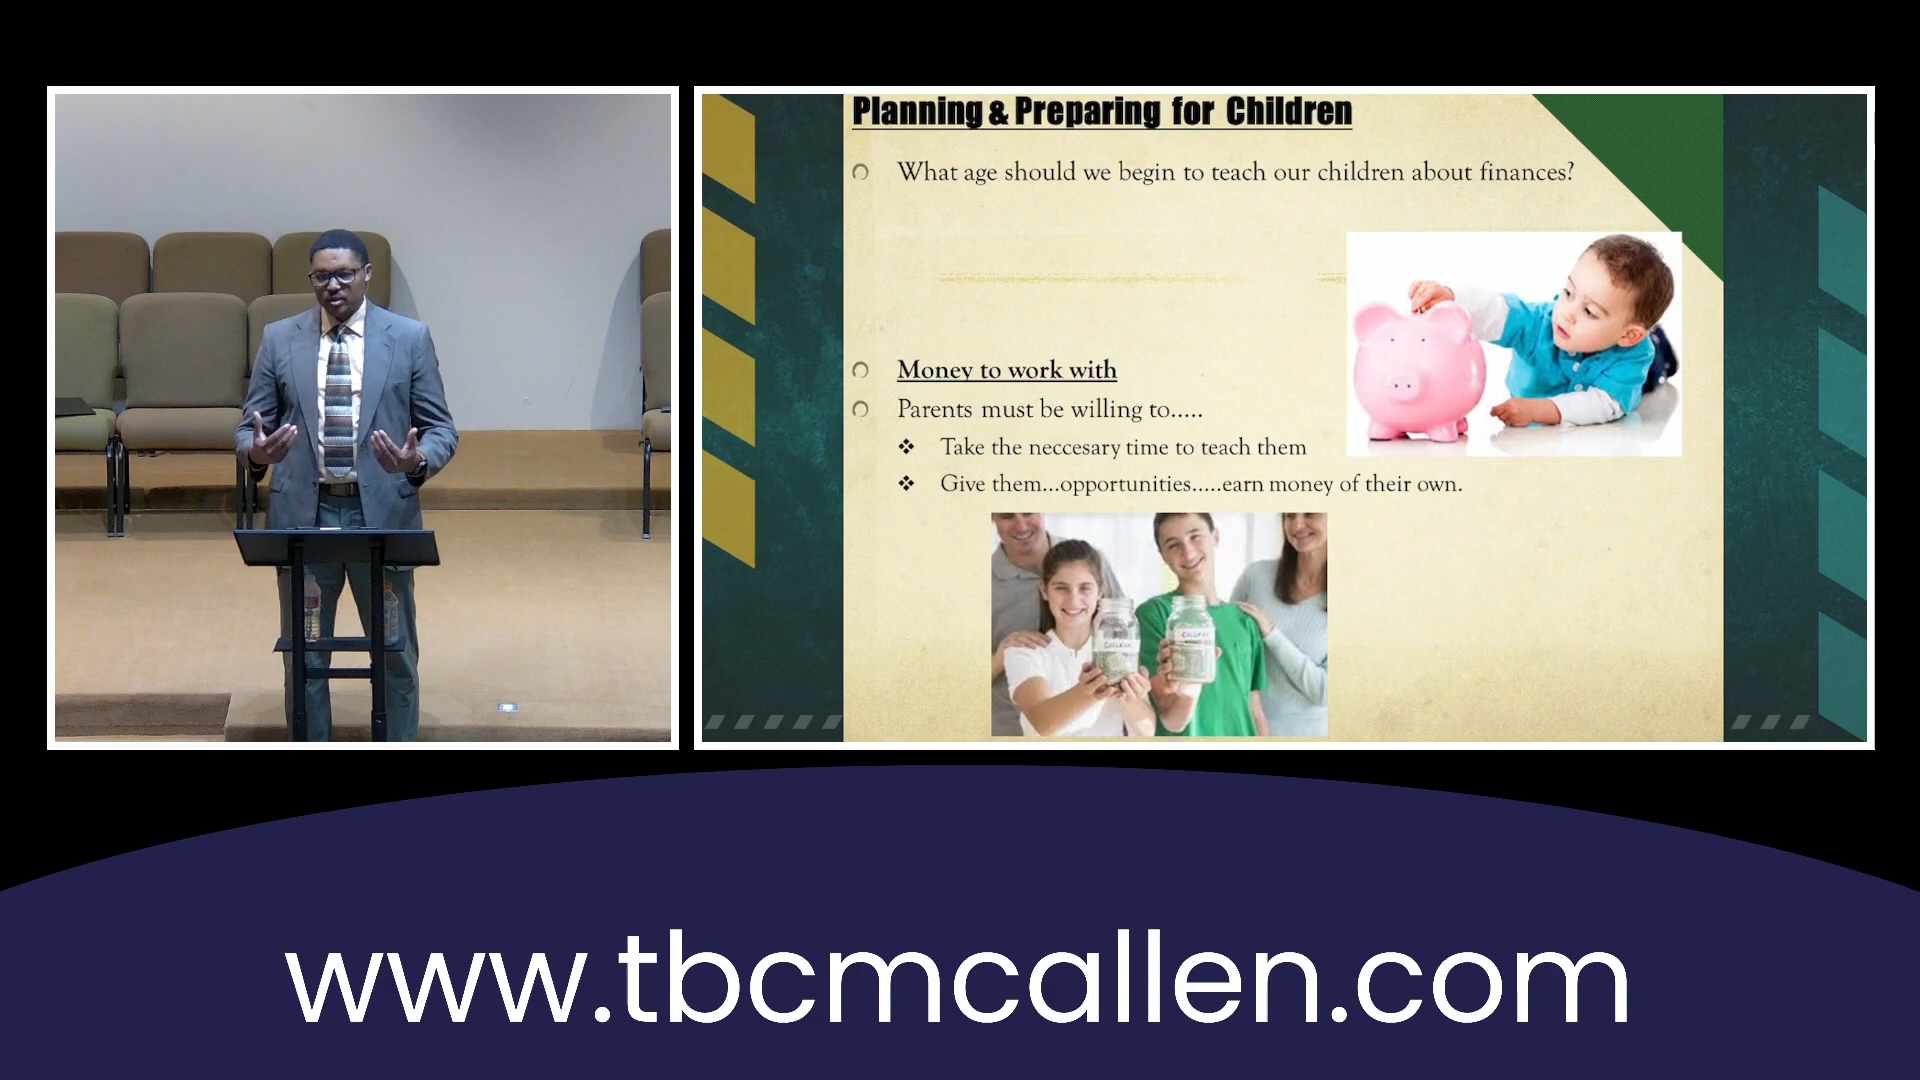 Planning & Preparing for Children
What age should we begin to teach our children about finances?
Money to work with
Parents must be willing to.....
Take the neccesary time to teach them
Give them...opportunities.....earn money of their own.
COLLEGE
COLLEGE
www.tbcmcallen.com